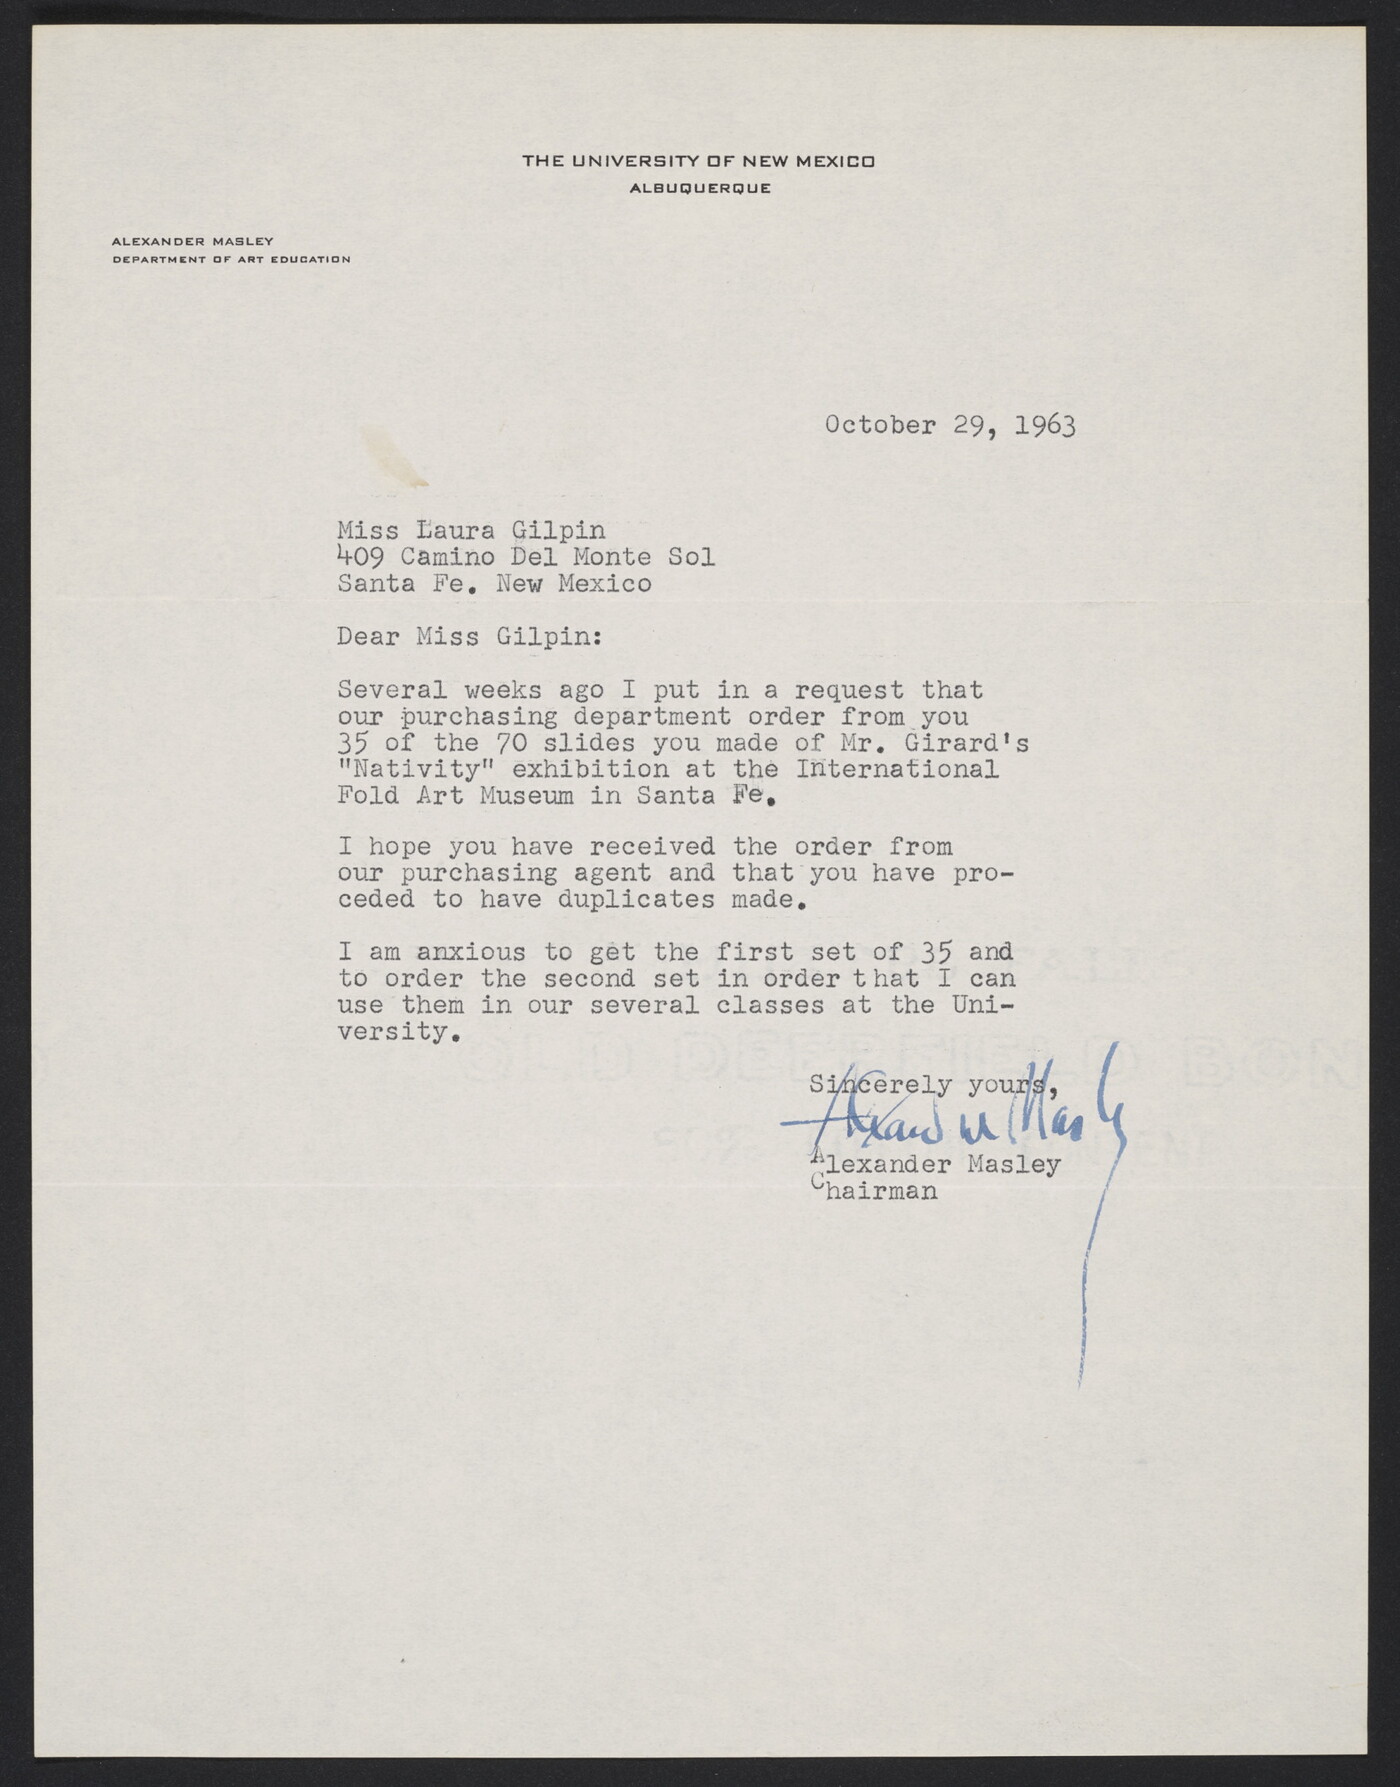 THE UNIVERSITY OF NEW MEXICO
ALBUQUERQUE
ALEXANDER MASLEY
DEPARTMENT OF ART EDUCATION
October 29, 1963
Miss Laura Gilpin
409 Camino Del Monte Sol
Santa Fe. New Mexico
Dear Miss Gilpin:
Several weeks ago I put in a request that
our purchasing department order from you
35 of the 70 slides you made of Mr. Girard's
"Nativity" exhibition at the International
Fold Art Museum in Santa Fe.
I hope you have received the order from
our purchasing agent and that you have pro-
ceded to have duplicates made.
I am anxious to get the first set of 35 and
to order the second set in order that I can
use them in our several classes at the Uni-
versity.
Sincerely yours,
Alexander Masley
Alexander Masley
Chairman